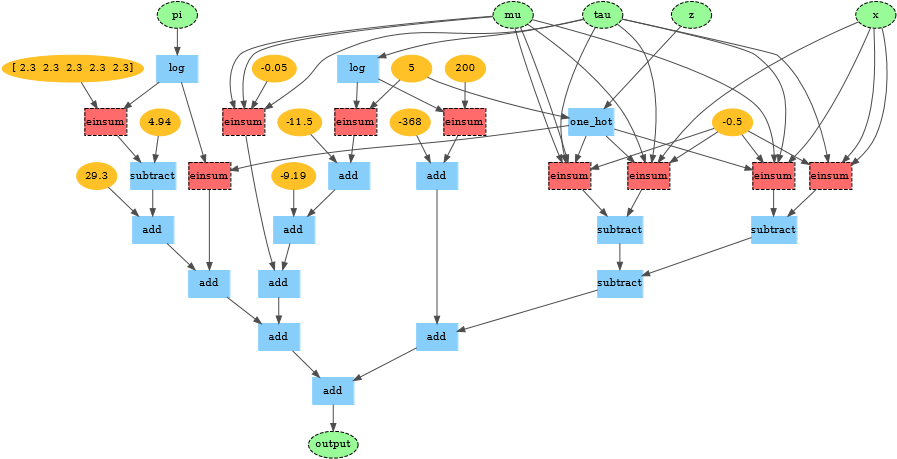 pi
mu
tau
z
x
[ 2.3 2.3 2.3 2.3 2.3]
log
-0.05
log
5
200
einsum
4.94
einsum
-11.5
einsum
-368
einsum
one_hot
-0.5
29.3
subtract
einsum
-9.19
add
add
einsum
einsum
einsum
einsum
add
add
subtract
subtract
add
add
subtract
add
add
add
output